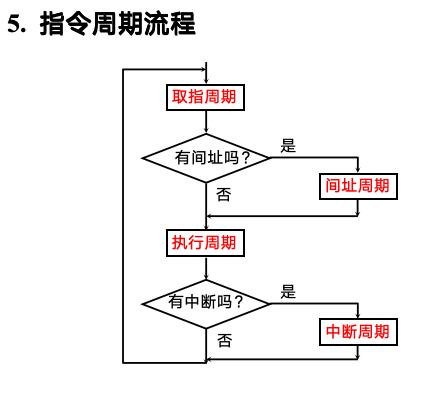 5. 指令周期流程
取指周期
有间址吗?
是
间址周期
否
执行周期
有中断吗?
是
中断周期
否